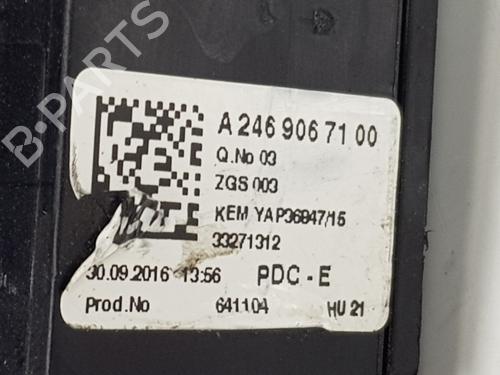 B-PARTS
A 246 906 71 00
Q.No 03
ZGS 003
KEM YAP36947/15
33271312
30.09.2016 13:56 PDC - E
Prod.No 641104 HU 21